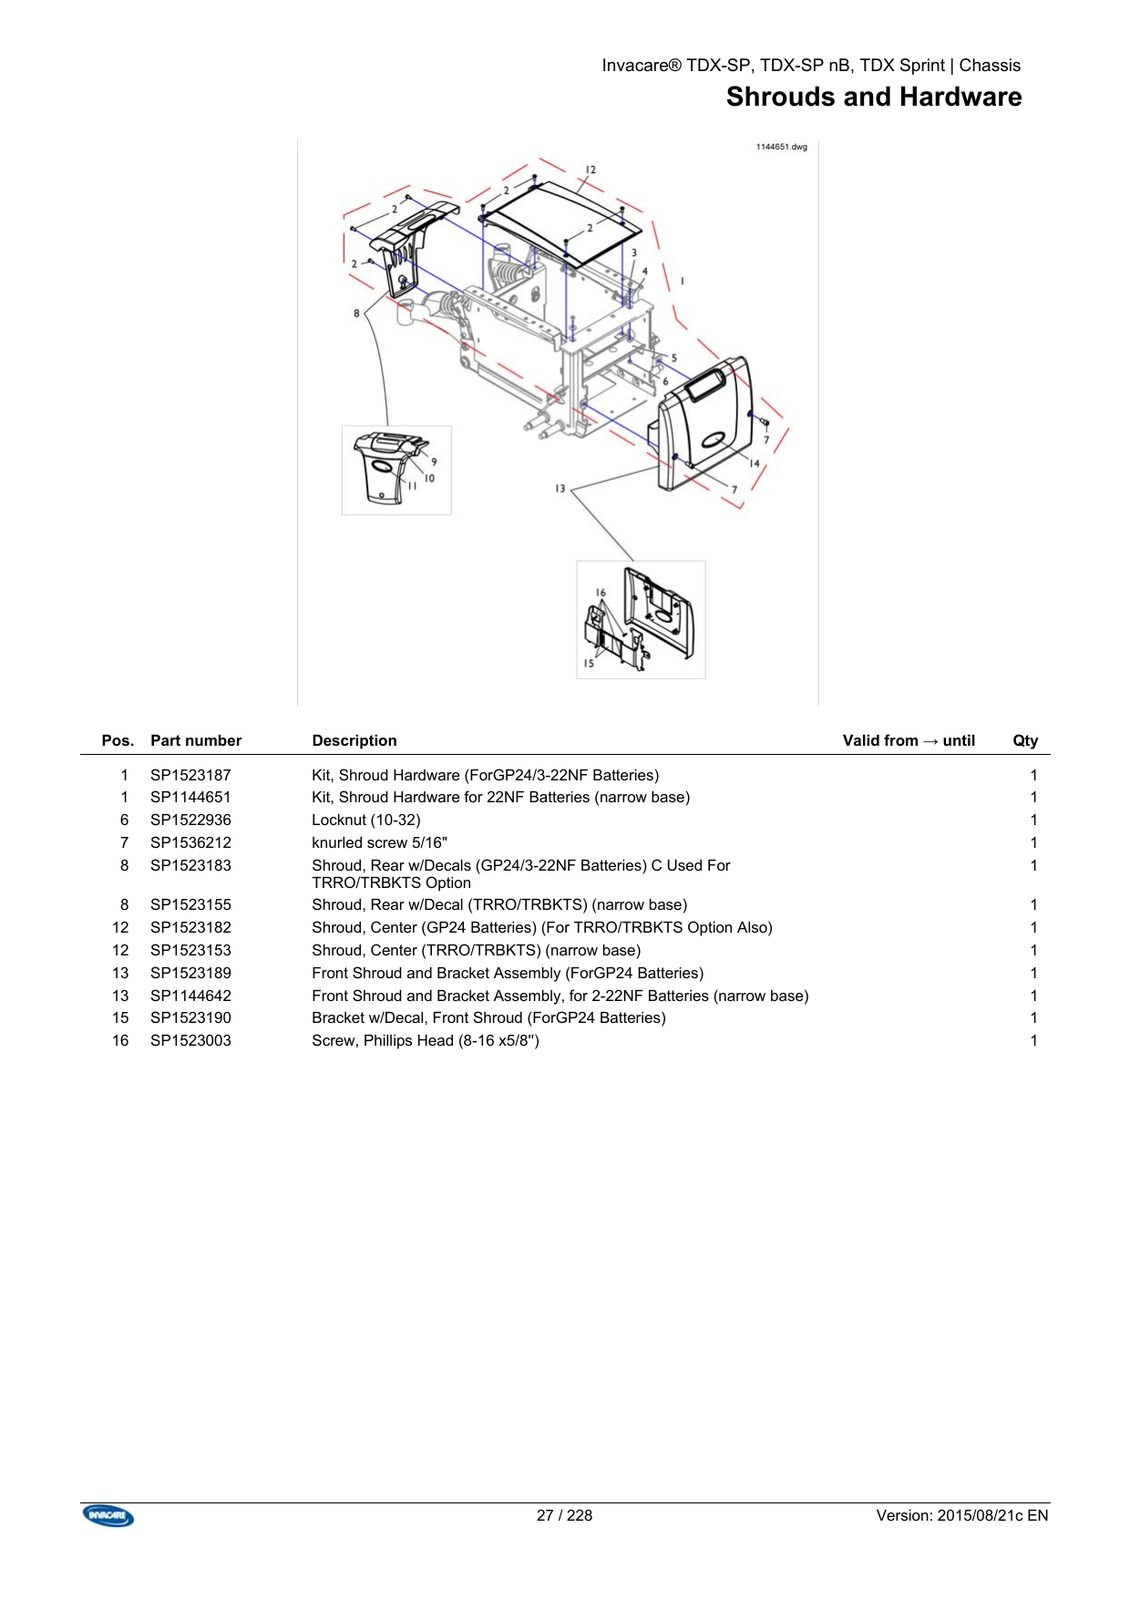 Invacare® TDX-SP, TDX-SP nB, TDX Sprint | Chassis
Shrouds and Hardware
1144651.dwg
12
2
2
2
3
2
4
1
8
5
6
7
9
14
10
11
13
7
16
15
Pos. Part number Description Valid from → until Qty
1 SP1523187 Kit, Shroud Hardware (ForGP24/3-22NF Batteries) 1
1 SP1144651 Kit, Shroud Hardware for 22NF Batteries (narrow base) 1
6 SP1522936 Locknut (10-32) 1
7 SP1536212 knurled screw 5/16" 1
8 SP1523183 Shroud, Rear w/Decals (GP24/3-22NF Batteries) C Used For 1
TRRO/TRBKTS Option
8 SP1523155 Shroud, Rear w/Decal (TRRO/TRBKTS) (narrow base) 1
12 SP1523182 Shroud, Center (GP24 Batteries) (For TRRO/TRBKTS Option Also) 1
12 SP1523153 Shroud, Center (TRRO/TRBKTS) (narrow base) 1
13 SP1523189 Front Shroud and Bracket Assembly (ForGP24 Batteries) 1
13 SP1144642 Front Shroud and Bracket Assembly, for 2-22NF Batteries (narrow base) 1
15 SP1523190 Bracket w/Decal, Front Shroud (ForGP24 Batteries) 1
16 SP1523003 Screw, Phillips Head (8-16 x5/8") 1
INVACARE 27 / 228 Version: 2015/08/21c EN